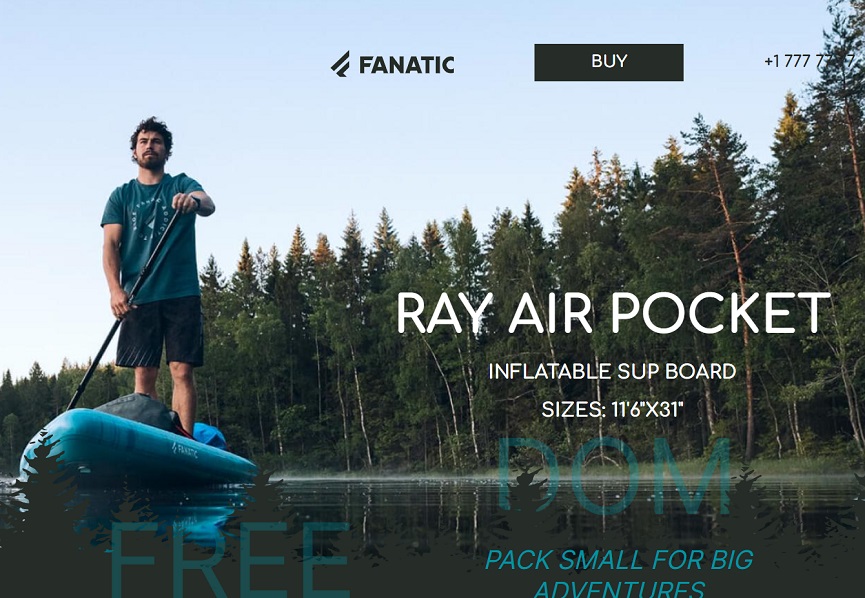 FANATIC
BUY
+1 777 7
RAY AIR POCKET
INFLATABLE SUP BOARD
SIZES: 11'6"X31"
DOM
FREE
PACK SMALL FOR BIG
ADVENTURES
FANATIC